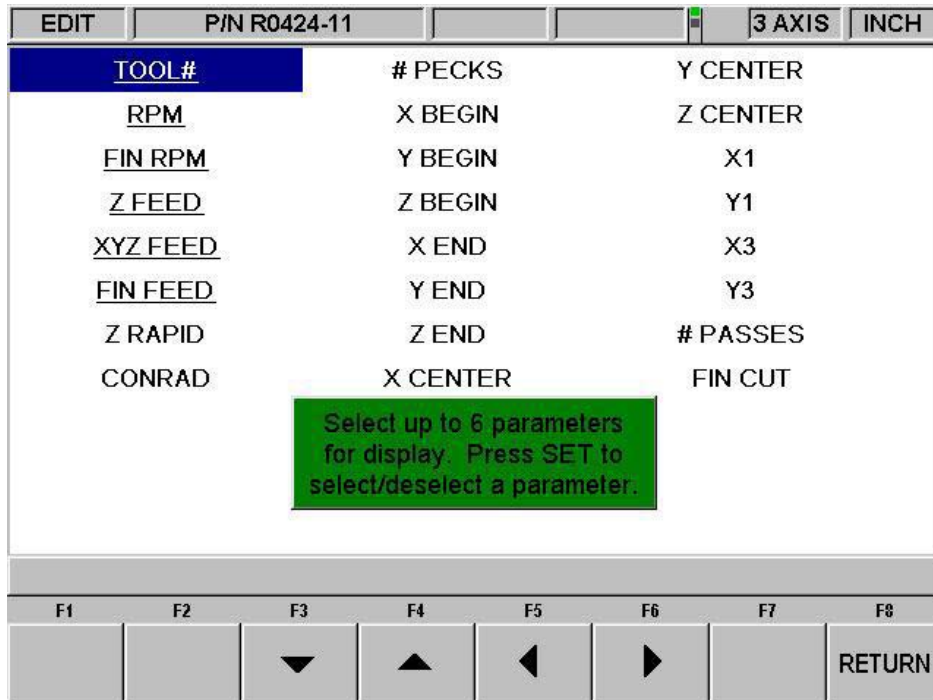 EDIT P/N R0424-11 3 AXIS INCH
TOOL# # PECKS Y CENTER
RPM X BEGIN Z CENTER
FIN RPM Y BEGIN X1
Z FEED Z BEGIN Y1
XYZ FEED X END X3
FIN FEED Y END Y3
Z RAPID Z END # PASSES
CONRAD X CENTER FIN CUT
Select up to 6 parameters
for display. Press SET to
select/deselect a parameter.
F1 F2 F3 F4 F5 F6 F7 F8
RETURN